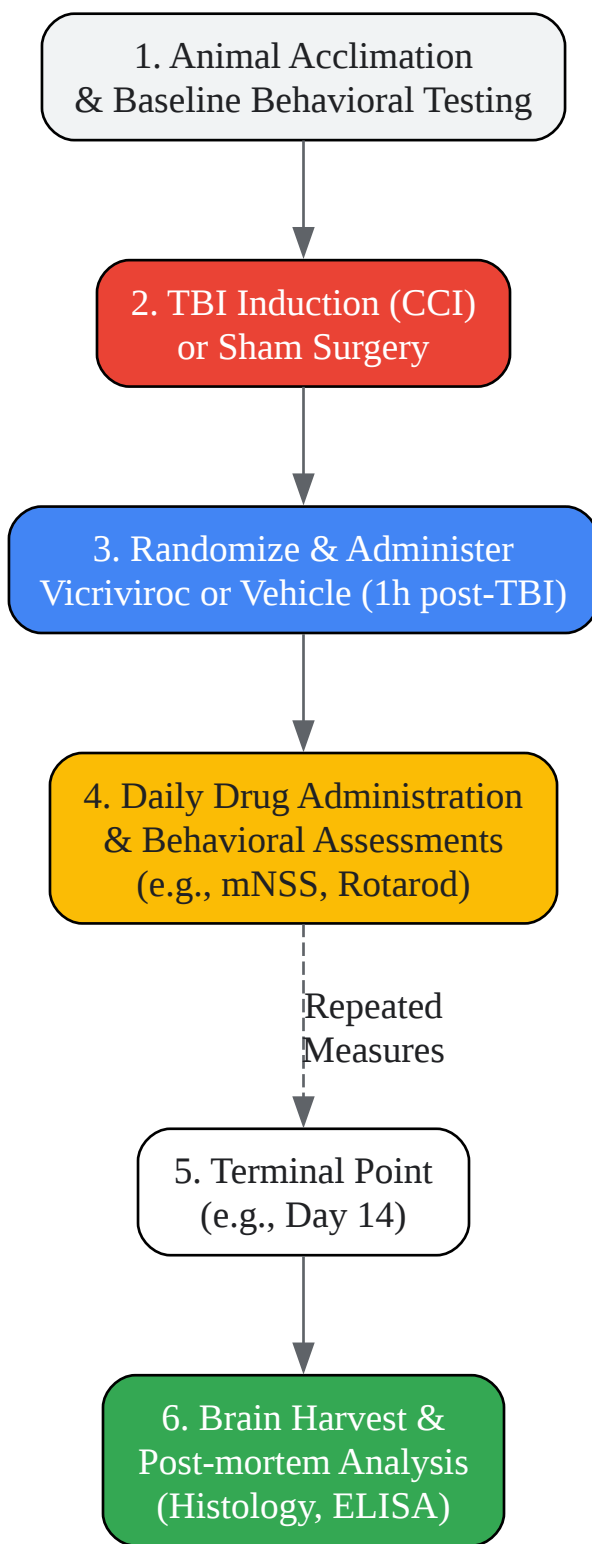 1. Animal Acclimation
& Baseline Behavioral Testing
2. TBI Induction (CCI)
or Sham Surgery
3. Randomize & Administer
Vicriviroc or Vehicle (1h post-TBI)
4. Daily Drug Administration
& Behavioral Assessments
(e.g., mNSS, Rotarod)
Repeated
Measures
5. Terminal Point
(e.g., Day 14)
6. Brain Harvest &
Post-mortem Analysis
(Histology, ELISA)